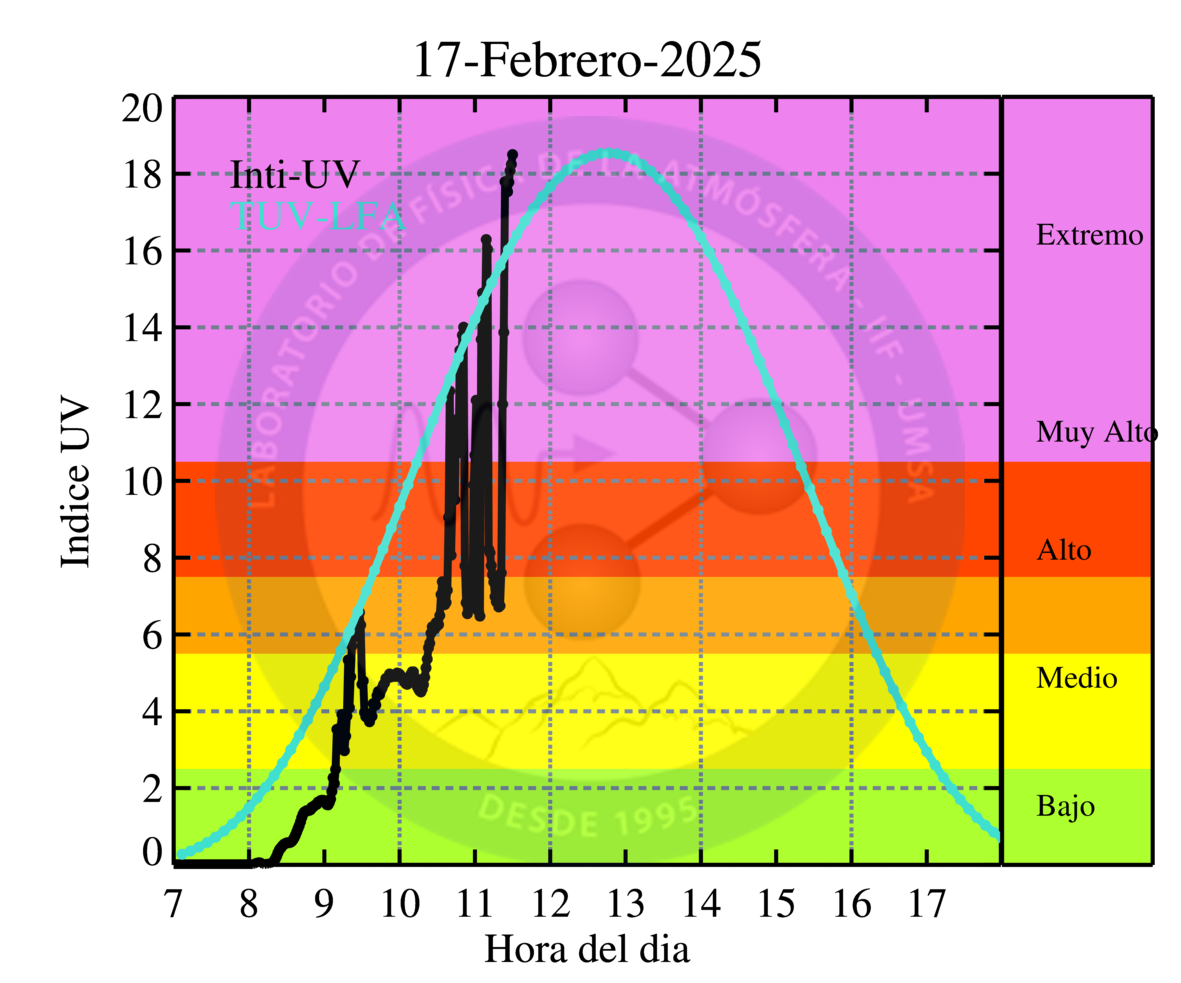 17-Febrero-2025
Inti-UV
TUV-LFA
LABORATORIO DE FÍSICA DE LA ATMÓSFERA - IIF - UMSA
DESDE 1995
Indice UV
20
18
16
14
12
10
8
6
4
2
0
Extremo
Muy Alto
Alto
Medio
Bajo
7 8 9 10 11 12 13 14 15 16 17
Hora del dia